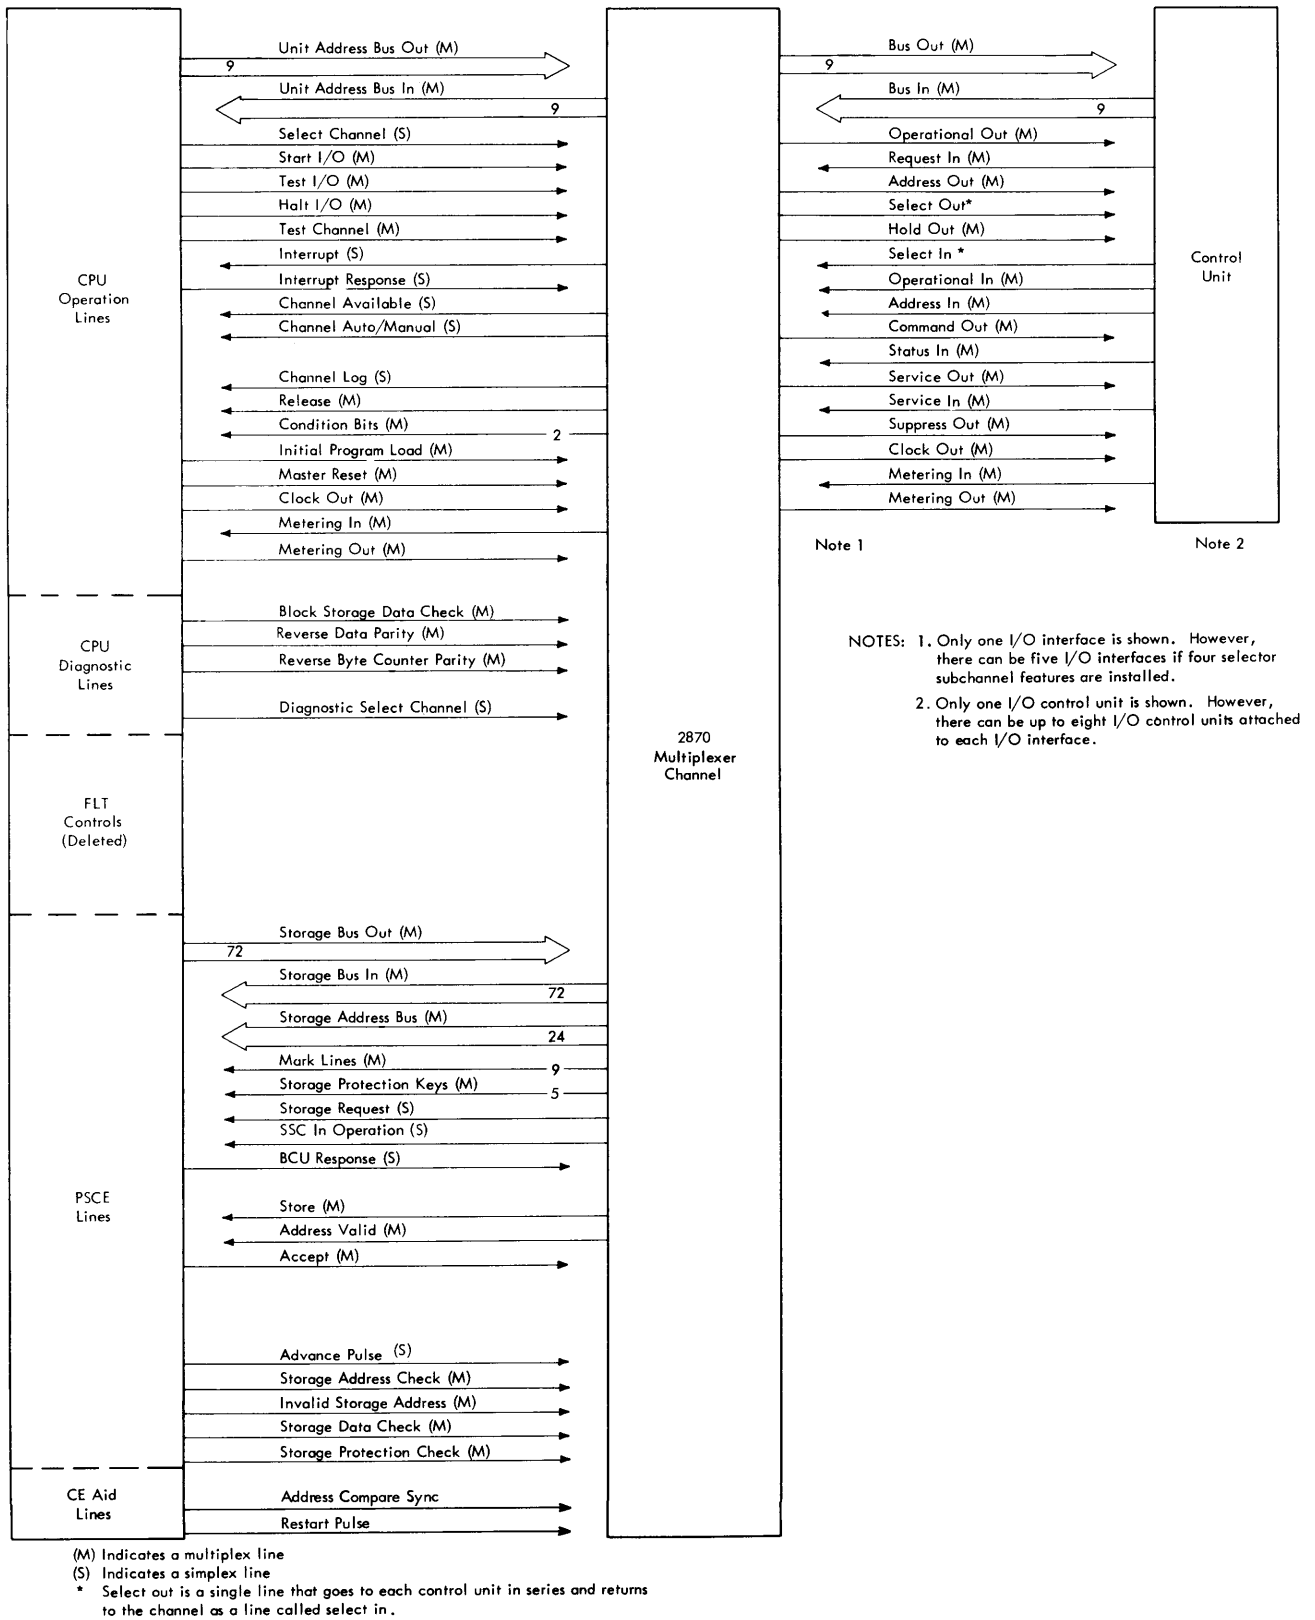 Unit Address Bus Out (M)
9
Unit Address Bus In (M)
9
Select Channel (S)
Start I/O (M)
Test I/O (M)
Halt I/O (M)
Test Channel (M)
Interrupt (S)
Interrupt Response (S)
Channel Available (S)
Channel Auto/Manual (S)
Channel Log (S)
Release (M)
Condition Bits (M)
2
Initial Program Load (M)
Master Reset (M)
Clock Out (M)
Metering In (M)
Metering Out (M)
CPU
Operation
Lines
Block Storage Data Check (M)
Reverse Data Parity (M)
Reverse Byte Counter Parity (M)
Diagnostic Select Channel (S)
CPU
Diagnostic
Lines
FLT
Controls
(Deleted)
Storage Bus Out (M)
72
Storage Bus In (M)
72
Storage Address Bus (M)
24
Mark Lines (M)
9
Storage Protection Keys (M)
5
Storage Request (S)
SSC In Operation (S)
BCU Response (S)
Store (M)
Address Valid (M)
Accept (M)
Advance Pulse (S)
Storage Address Check (M)
Invalid Storage Address (M)
Storage Data Check (M)
Storage Protection Check (M)
PSCE
Lines
CE Aid
Lines
Address Compare Sync
Restart Pulse
2870
Multiplexer
Channel
Bus Out (M)
9
Bus In (M)
9
Operational Out (M)
Request In (M)
Address Out (M)
Select Out*
Hold Out (M)
Select In *
Operational In (M)
Address In (M)
Command Out (M)
Status In (M)
Service Out (M)
Service In (M)
Suppress Out (M)
Clock Out (M)
Metering In (M)
Metering Out (M)
Control
Unit
Note 1
Note 2
NOTES: 1. Only one I/O interface is shown. However,
there can be five I/O interfaces if four selector
subchannel features are installed.
2. Only one I/O control unit is shown. However,
there can be up to eight I/O control units attached
to each I/O interface.
(M) Indicates a multiplex line
(S) Indicates a simplex line
* Select out is a single line that goes to each control unit in series and returns
to the channel as a line called select in.